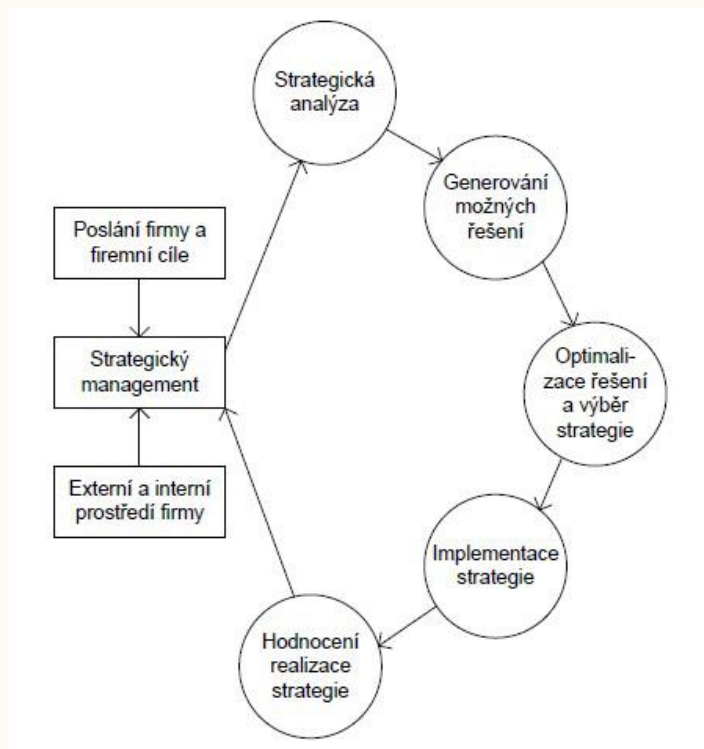 Strategická
analýza
Generování
možných
řešení
Poslání firmy a
firemní cíle
Strategický
management
Optimali-
zace řešení
a výběr
strategie
Externí a interní
prostředí firmy
Implementace
strategie
Hodnocení
realizace
strategie